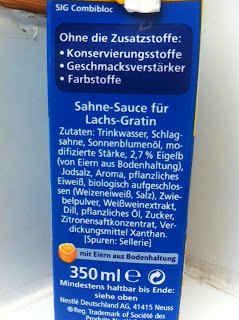 SIG Combibloc
Ohne die Zusatzstoffe:
• Konservierungsstoffe
• Geschmacksverstärker
• Farbstoffe
Sahne-Sauce für
Lachs-Gratin
Zutaten: Trinkwasser, Schlag-
sahne, Sonnenblumenöl, mo-
difizierte Stärke, 2,7 % Eigelb
(von Eiern aus Bodenhaltung),
Jodsalz, Aroma, pflanzliches
Eiweiß, biologisch aufgeschlos-
sen (Weizeneiweiß, Salz), Zwie-
belpulver, Weißweinextrakt,
Dill, pflanzliches Öl, Zucker,
Zitronensaftkonzentrat, Ver-
dickungsmittel Xanthan.
[Spuren: Sellerie]
mit Eiern aus Bodenhaltung
350 ml e
Mindestens haltbar bis Ende:
siehe oben
Nestlé Deutschland AG, 41415 Neuss
®Reg. Trademark of Société des
Produits Nestlé